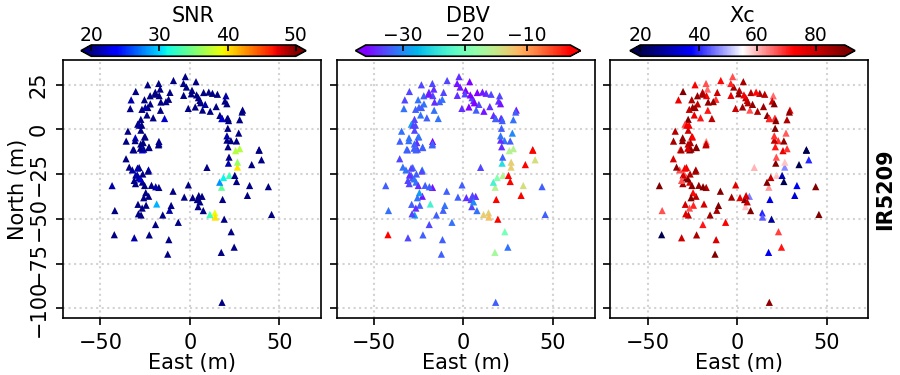 SNR DBV Xc
20 30 40 50 −30 −20 −10 20 40 60 80
North (m)
25
0
−25
−50
−75
−100
IR5209
−50 0 50 −50 0 50 −50 0 50
East (m) East (m) East (m)